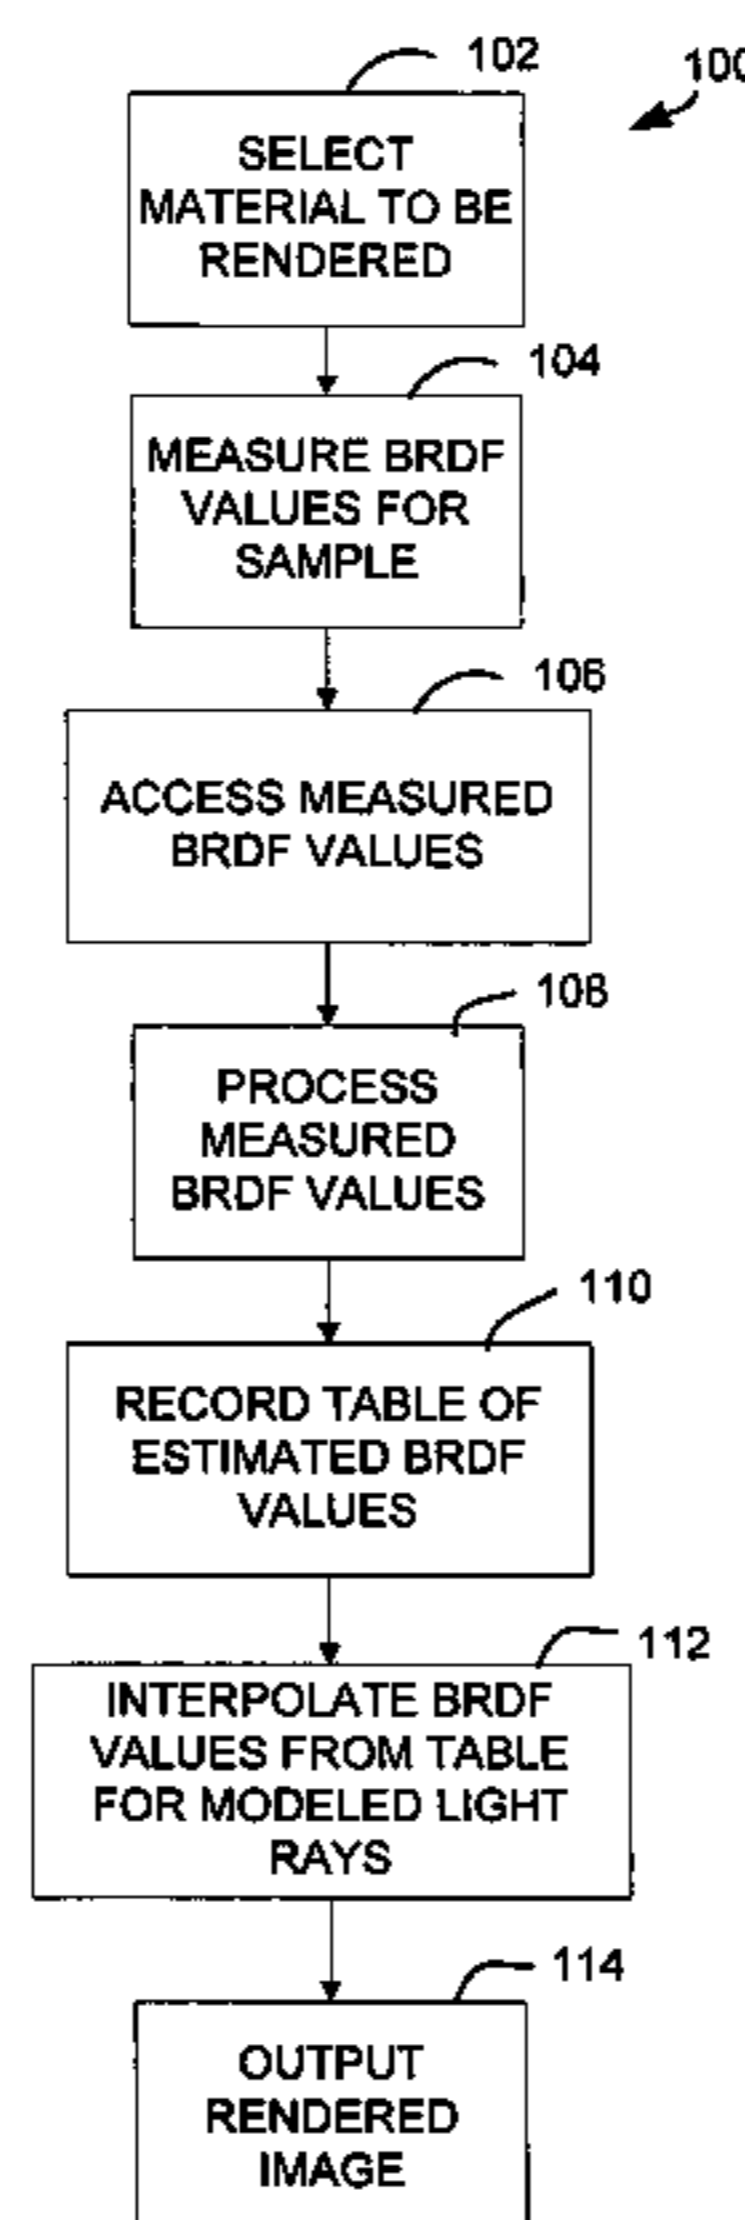 102
100
SELECT
MATERIAL TO BE
RENDERED
104
MEASURE BRDF
VALUES FOR
SAMPLE
106
ACCESS MEASURED
BRDF VALUES
108
PROCESS
MEASURED
BRDF VALUES
110
RECORD TABLE OF
ESTIMATED BRDF
VALUES
112
INTERPOLATE BRDF
VALUES FROM TABLE
FOR MODELED LIGHT
RAYS
114
OUTPUT
RENDERED
IMAGE